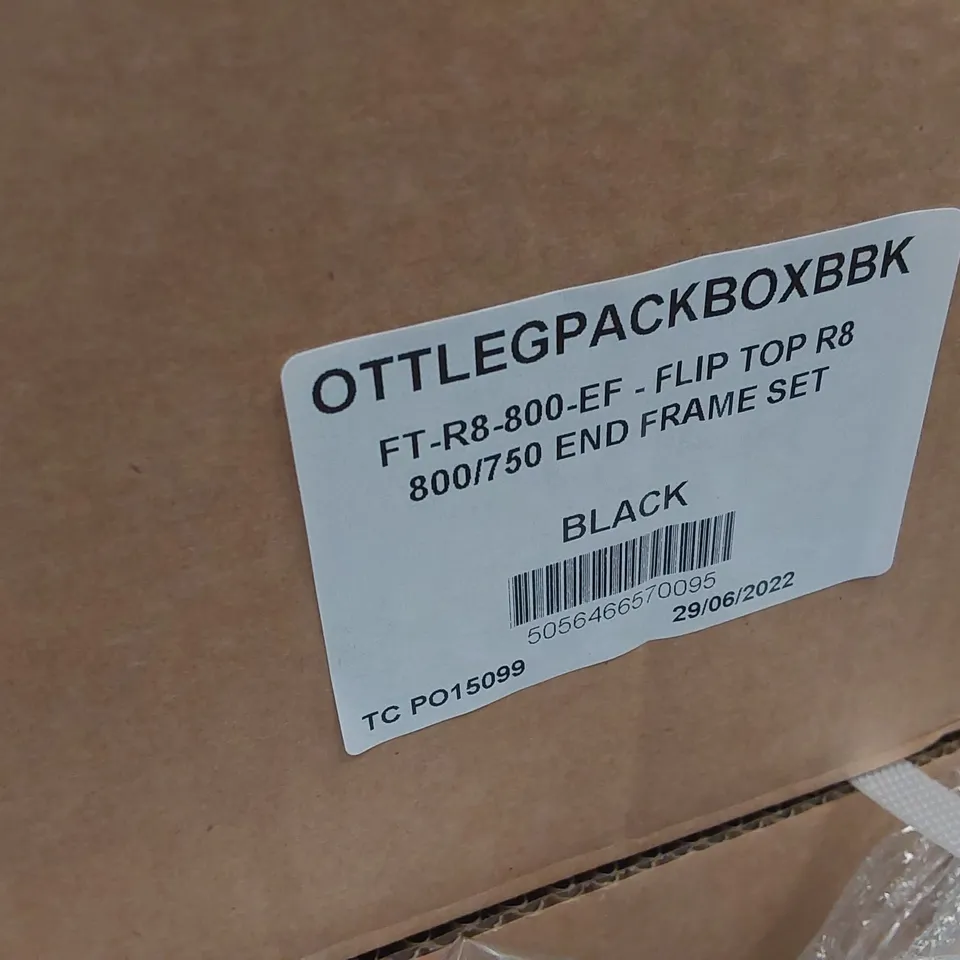 OTTLEGPACKBOXBBK
FT-R8-800-EF - FLIP TOP R8
800/750 END FRAME SET
BLACK
5056466570095
29/06/2022
TC PO15099